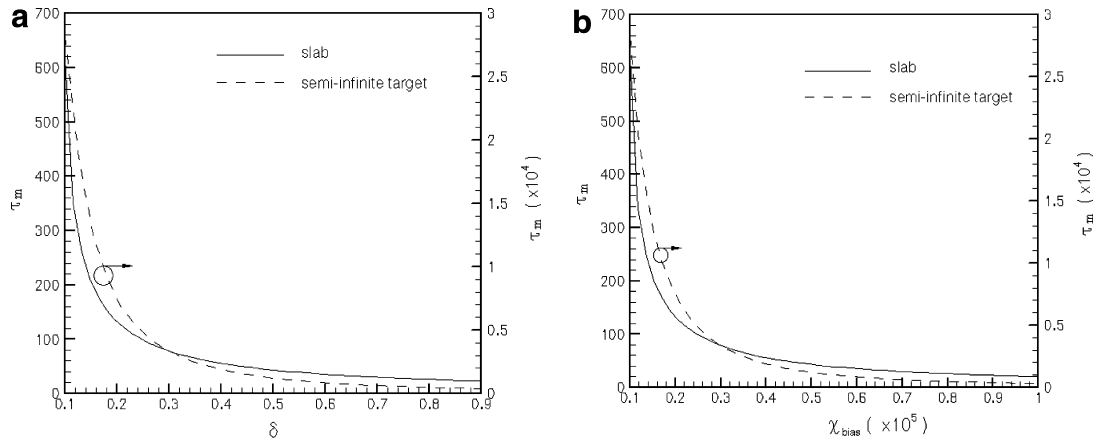 a
700
600
500
400
300
200
100
0
τm
slab
semi-infinite target
3
2.5
2
1.5
1
0.5
0
τm (×10⁴)
0.1 0.2 0.3 0.4 0.5 0.6 0.7 0.8 0.9
δ
b
700
600
500
400
300
200
100
0
τm
slab
semi-infinite target
3
2.5
2
1.5
1
0.5
0
τm (×10⁴)
0.1 0.2 0.3 0.4 0.5 0.6 0.7 0.8 0.9 1
χbias (×10⁵)